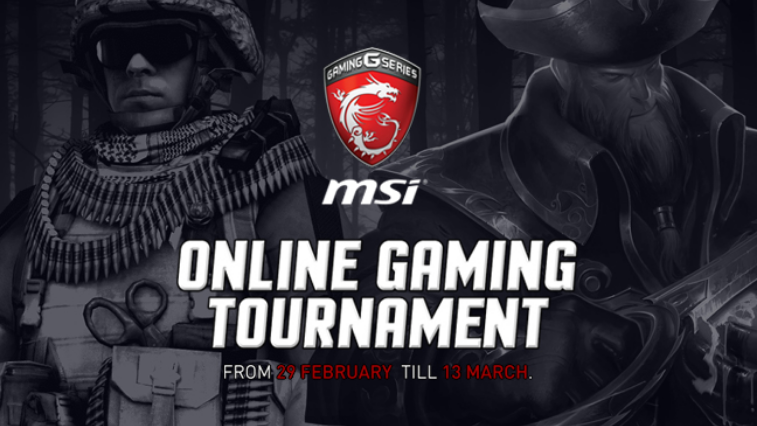 GAMING G SERIES
msi
ONLINE GAMING
TOURNAMENT
FROM 29 FEBRUARY TILL 13 MARCH.